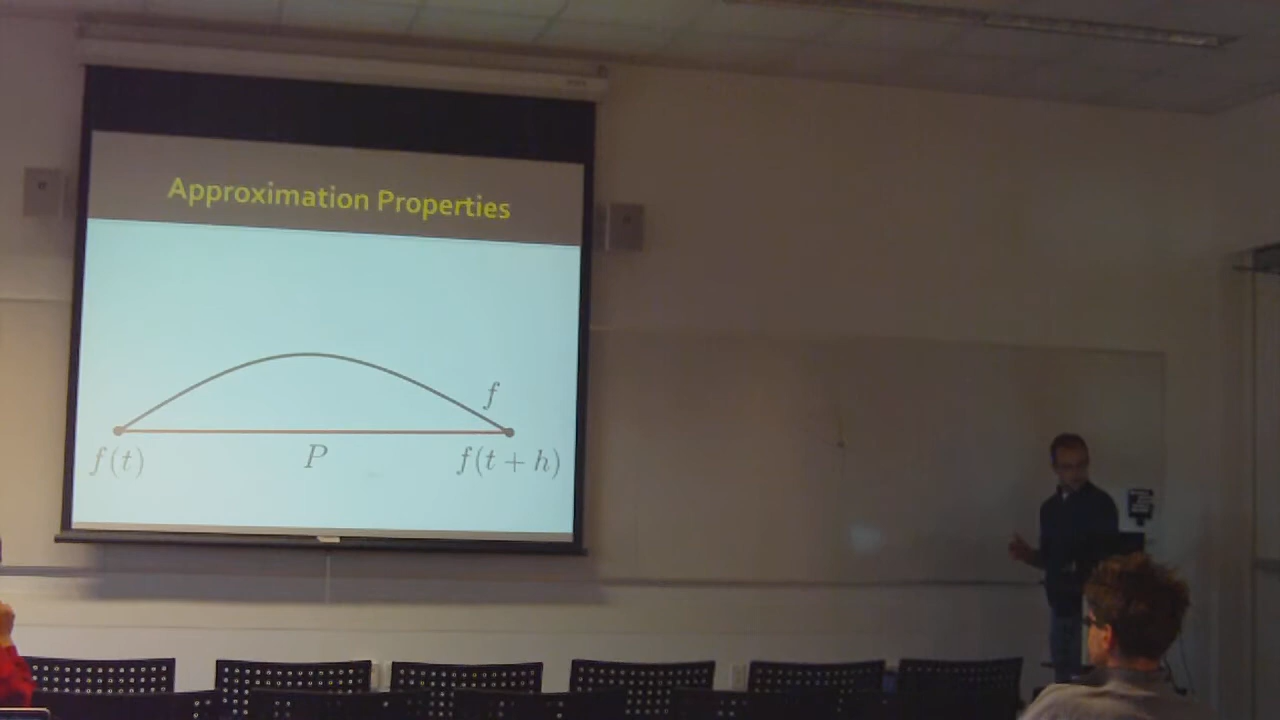 Approximation Properties
f
f(t)
P
f(t + h)